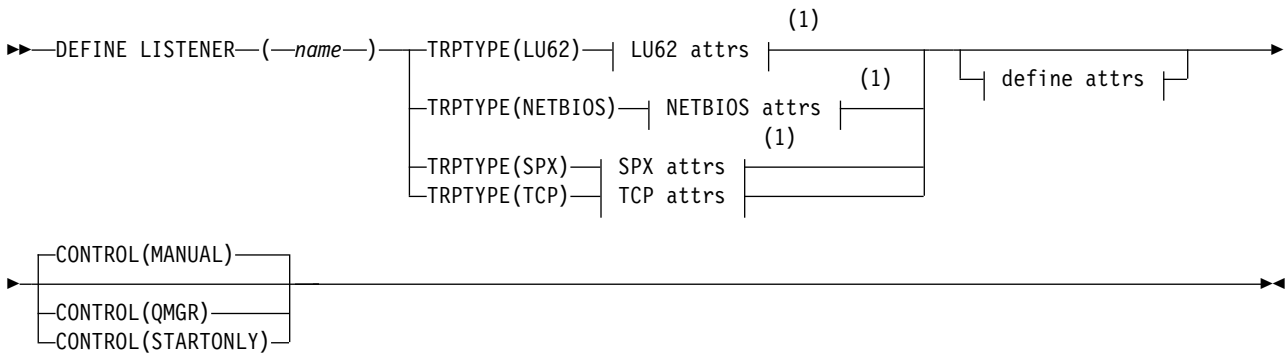 (1)
DEFINE LISTENER ( name ) TRPTYPE(LU62) LU62 attrs
define attrs
(1)
TRPTYPE(NETBIOS) NETBIOS attrs
(1)
TRPTYPE(SPX) SPX attrs
TRPTYPE(TCP) TCP attrs
CONTROL(MANUAL)
CONTROL(QMGR)
CONTROL(STARTONLY)